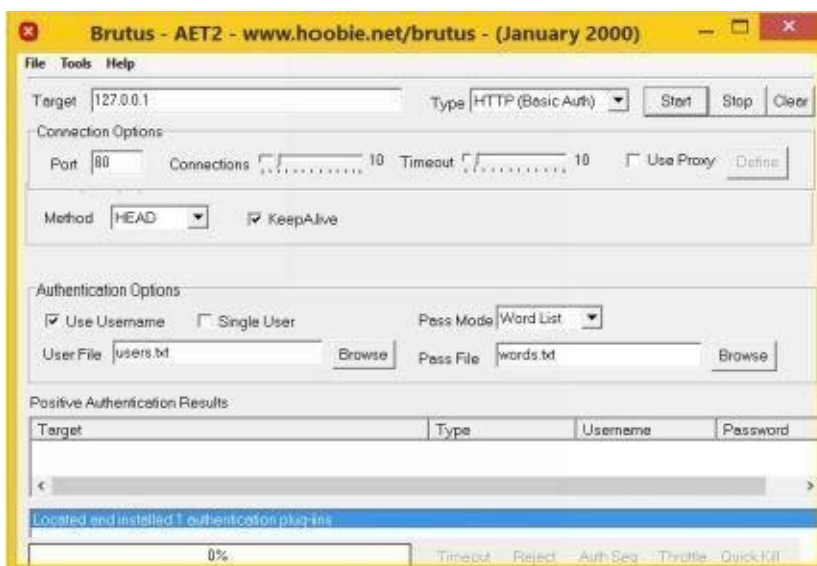 Brutus - AET2 - www.hoobie.net/brutus - (January 2000)
File Tools Help
Target 127.0.0.1 Type HTTP (Basic Auth) Start Stop Clear
Connection Options
Port 80 Connections 10 Timeout 10 Use Proxy Define
Method HEAD KeepAlive
Authentication Options
Use Username Single User Pass Mode Word List
User File users.txt Browse Pass File words.txt Browse
Positive Authentication Results
Target Type Username Password
Located and installed 1 authentication plug-ins
0% Timeout Reject Auth Seq Throttle Quick Kill